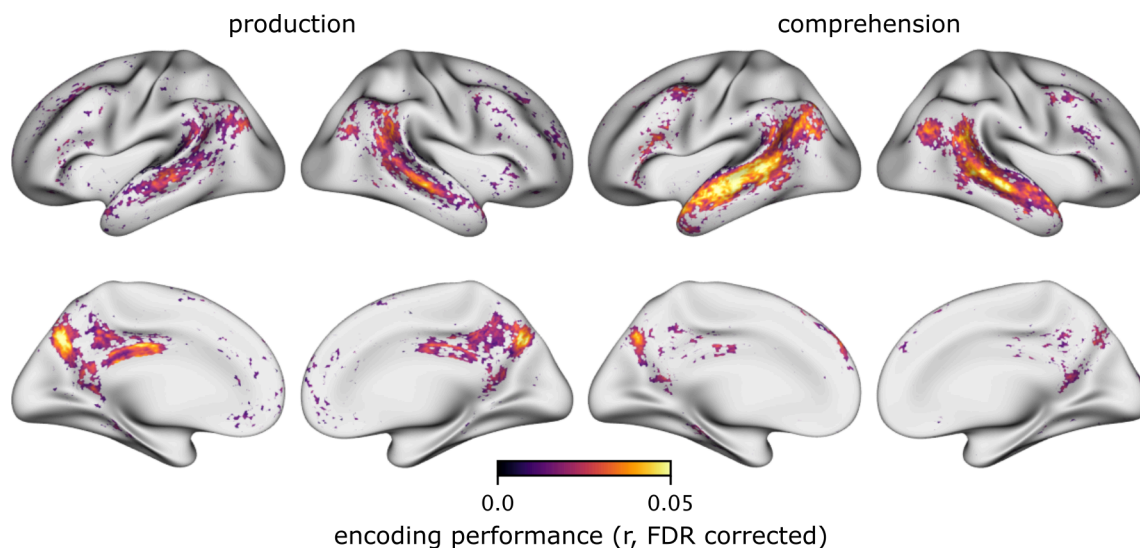 production
comprehension
0.0
0.05
encoding performance (r, FDR corrected)